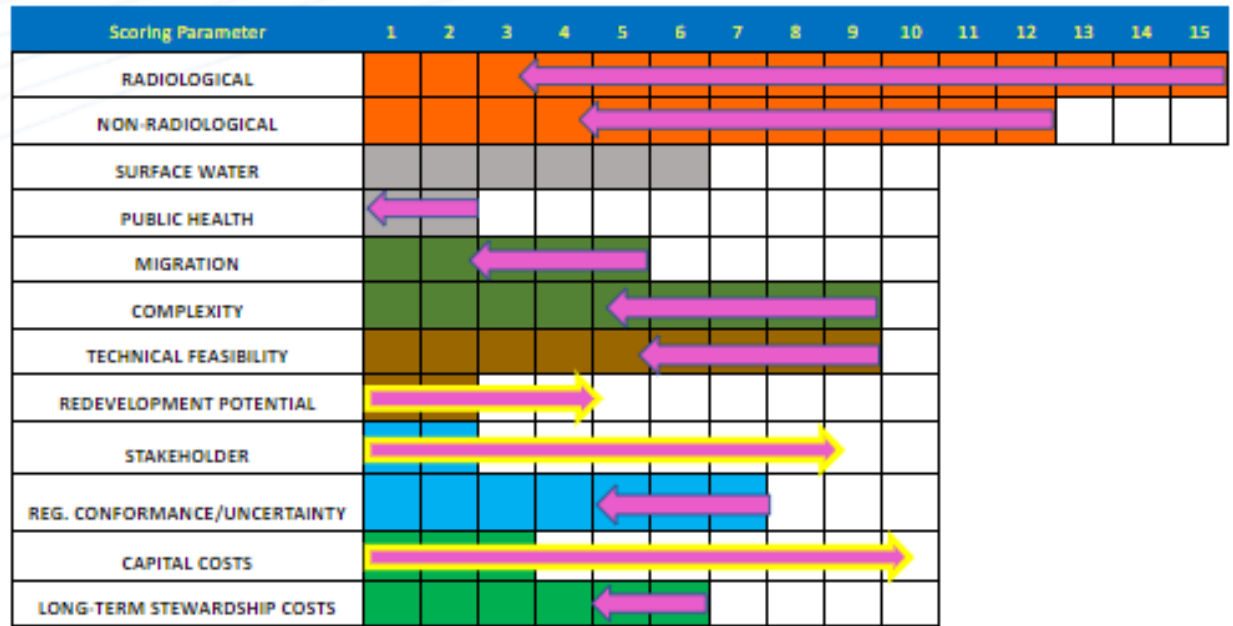 Scoring Parameter 1 2 3 4 5 6 7 8 9 10 11 12 13 14 15
RADIOLOGICAL
NON-RADIOLOGICAL
SURFACE WATER
PUBLIC HEALTH
MIGRATION
COMPLEXITY
TECHNICAL FEASIBILITY
REDEVELOPMENT POTENTIAL
STAKEHOLDER
REG. CONFORMANCE/UNCERTAINTY
CAPITAL COSTS
LONG-TERM STEWARDSHIP COSTS